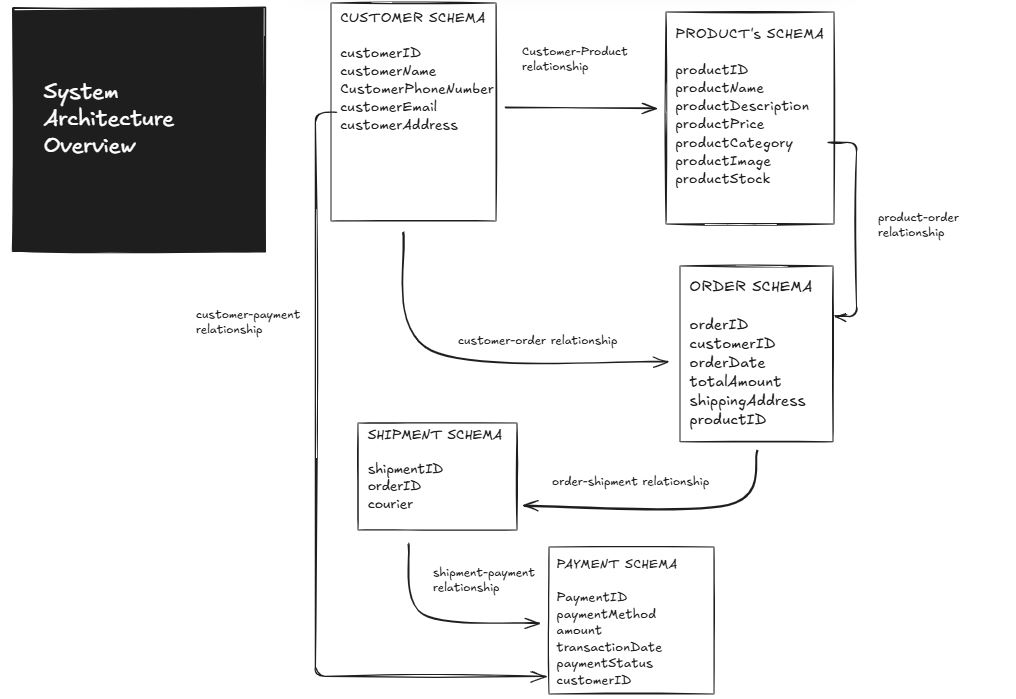 System
Architecture
Overview
CUSTOMER SCHEMA
customerID
customerName
CustomerPhoneNumber
customerEmail
customerAddress
Customer-Product
relationship
PRODUCT's SCHEMA
productID
productName
productDescription
productPrice
productCategory
productImage
productStock
product-order
relationship
customer-payment
relationship
customer-order relationship
ORDER SCHEMA
orderID
customerID
orderDate
totalAmount
shippingAddress
productID
SHIPMENT SCHEMA
shipmentID
orderID
courier
order-shipment relationship
shipment-payment
relationship
PAYMENT SCHEMA
PaymentID
paymentMethod
amount
transactionDate
paymentStatus
customerID